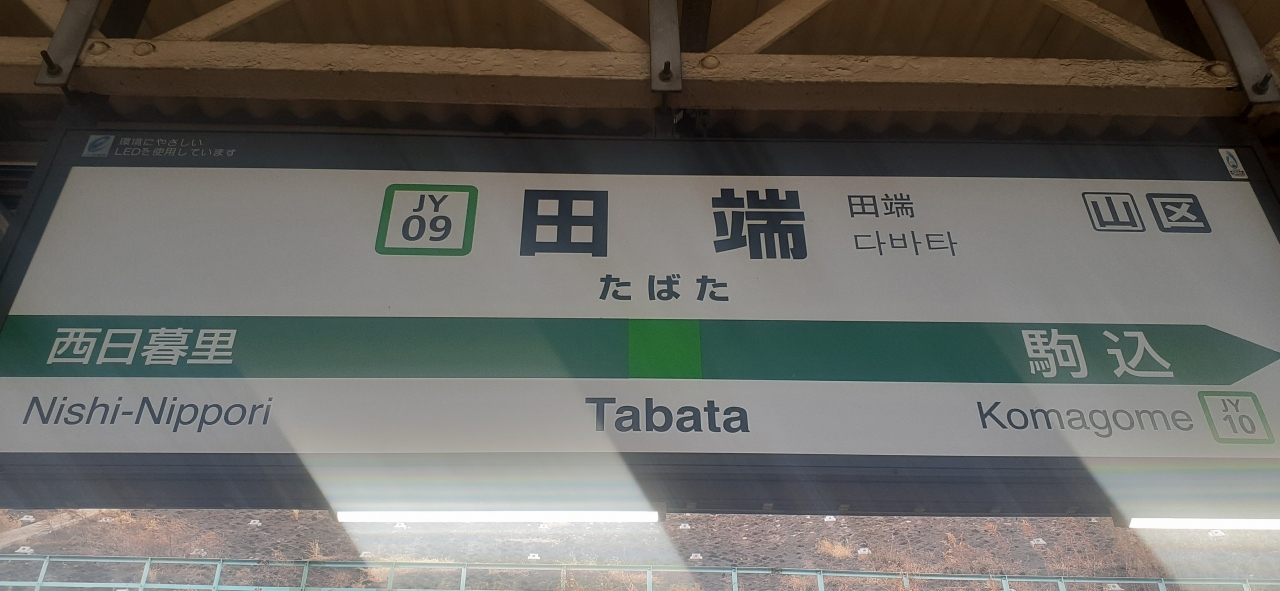 環境にやさしい
LEDを使用しています
JY
09
田端
田端
다바타
山区
たばた
西日暮里
駒込
Nishi-Nippori
Tabata
Komagome
JY
10